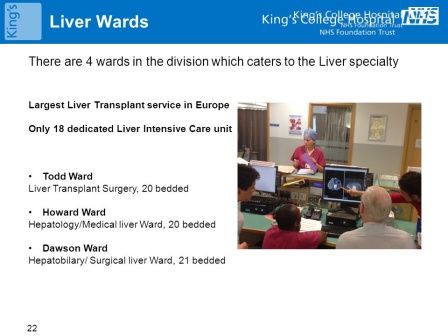 King's
Liver Wards
King's College Hospital NHS
NHS Foundation Trust
There are 4 wards in the division which caters to the Liver specialty
Largest Liver Transplant service in Europe
Only 18 dedicated Liver Intensive Care unit
• Todd Ward
Liver Transplant Surgery, 20 bedded
• Howard Ward
Hepatology/Medical liver Ward, 20 bedded
• Dawson Ward
Hepatobilary/ Surgical liver Ward, 21 bedded
22